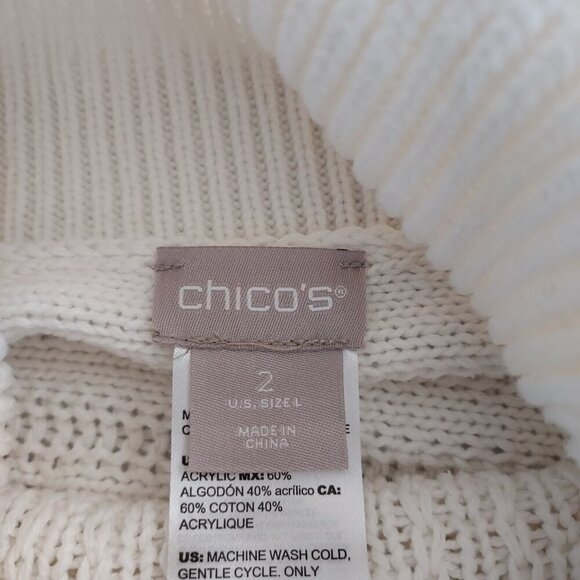 chico's®
2
U.S. SIZE:L
MADE IN
CHINA
ACRYLIC MX: 60%
ALGODÓN 40% acrílico CA:
60% COTON 40%
ACRYLIQUE
US: MACHINE WASH COLD,
GENTLE CYCLE. ONLY